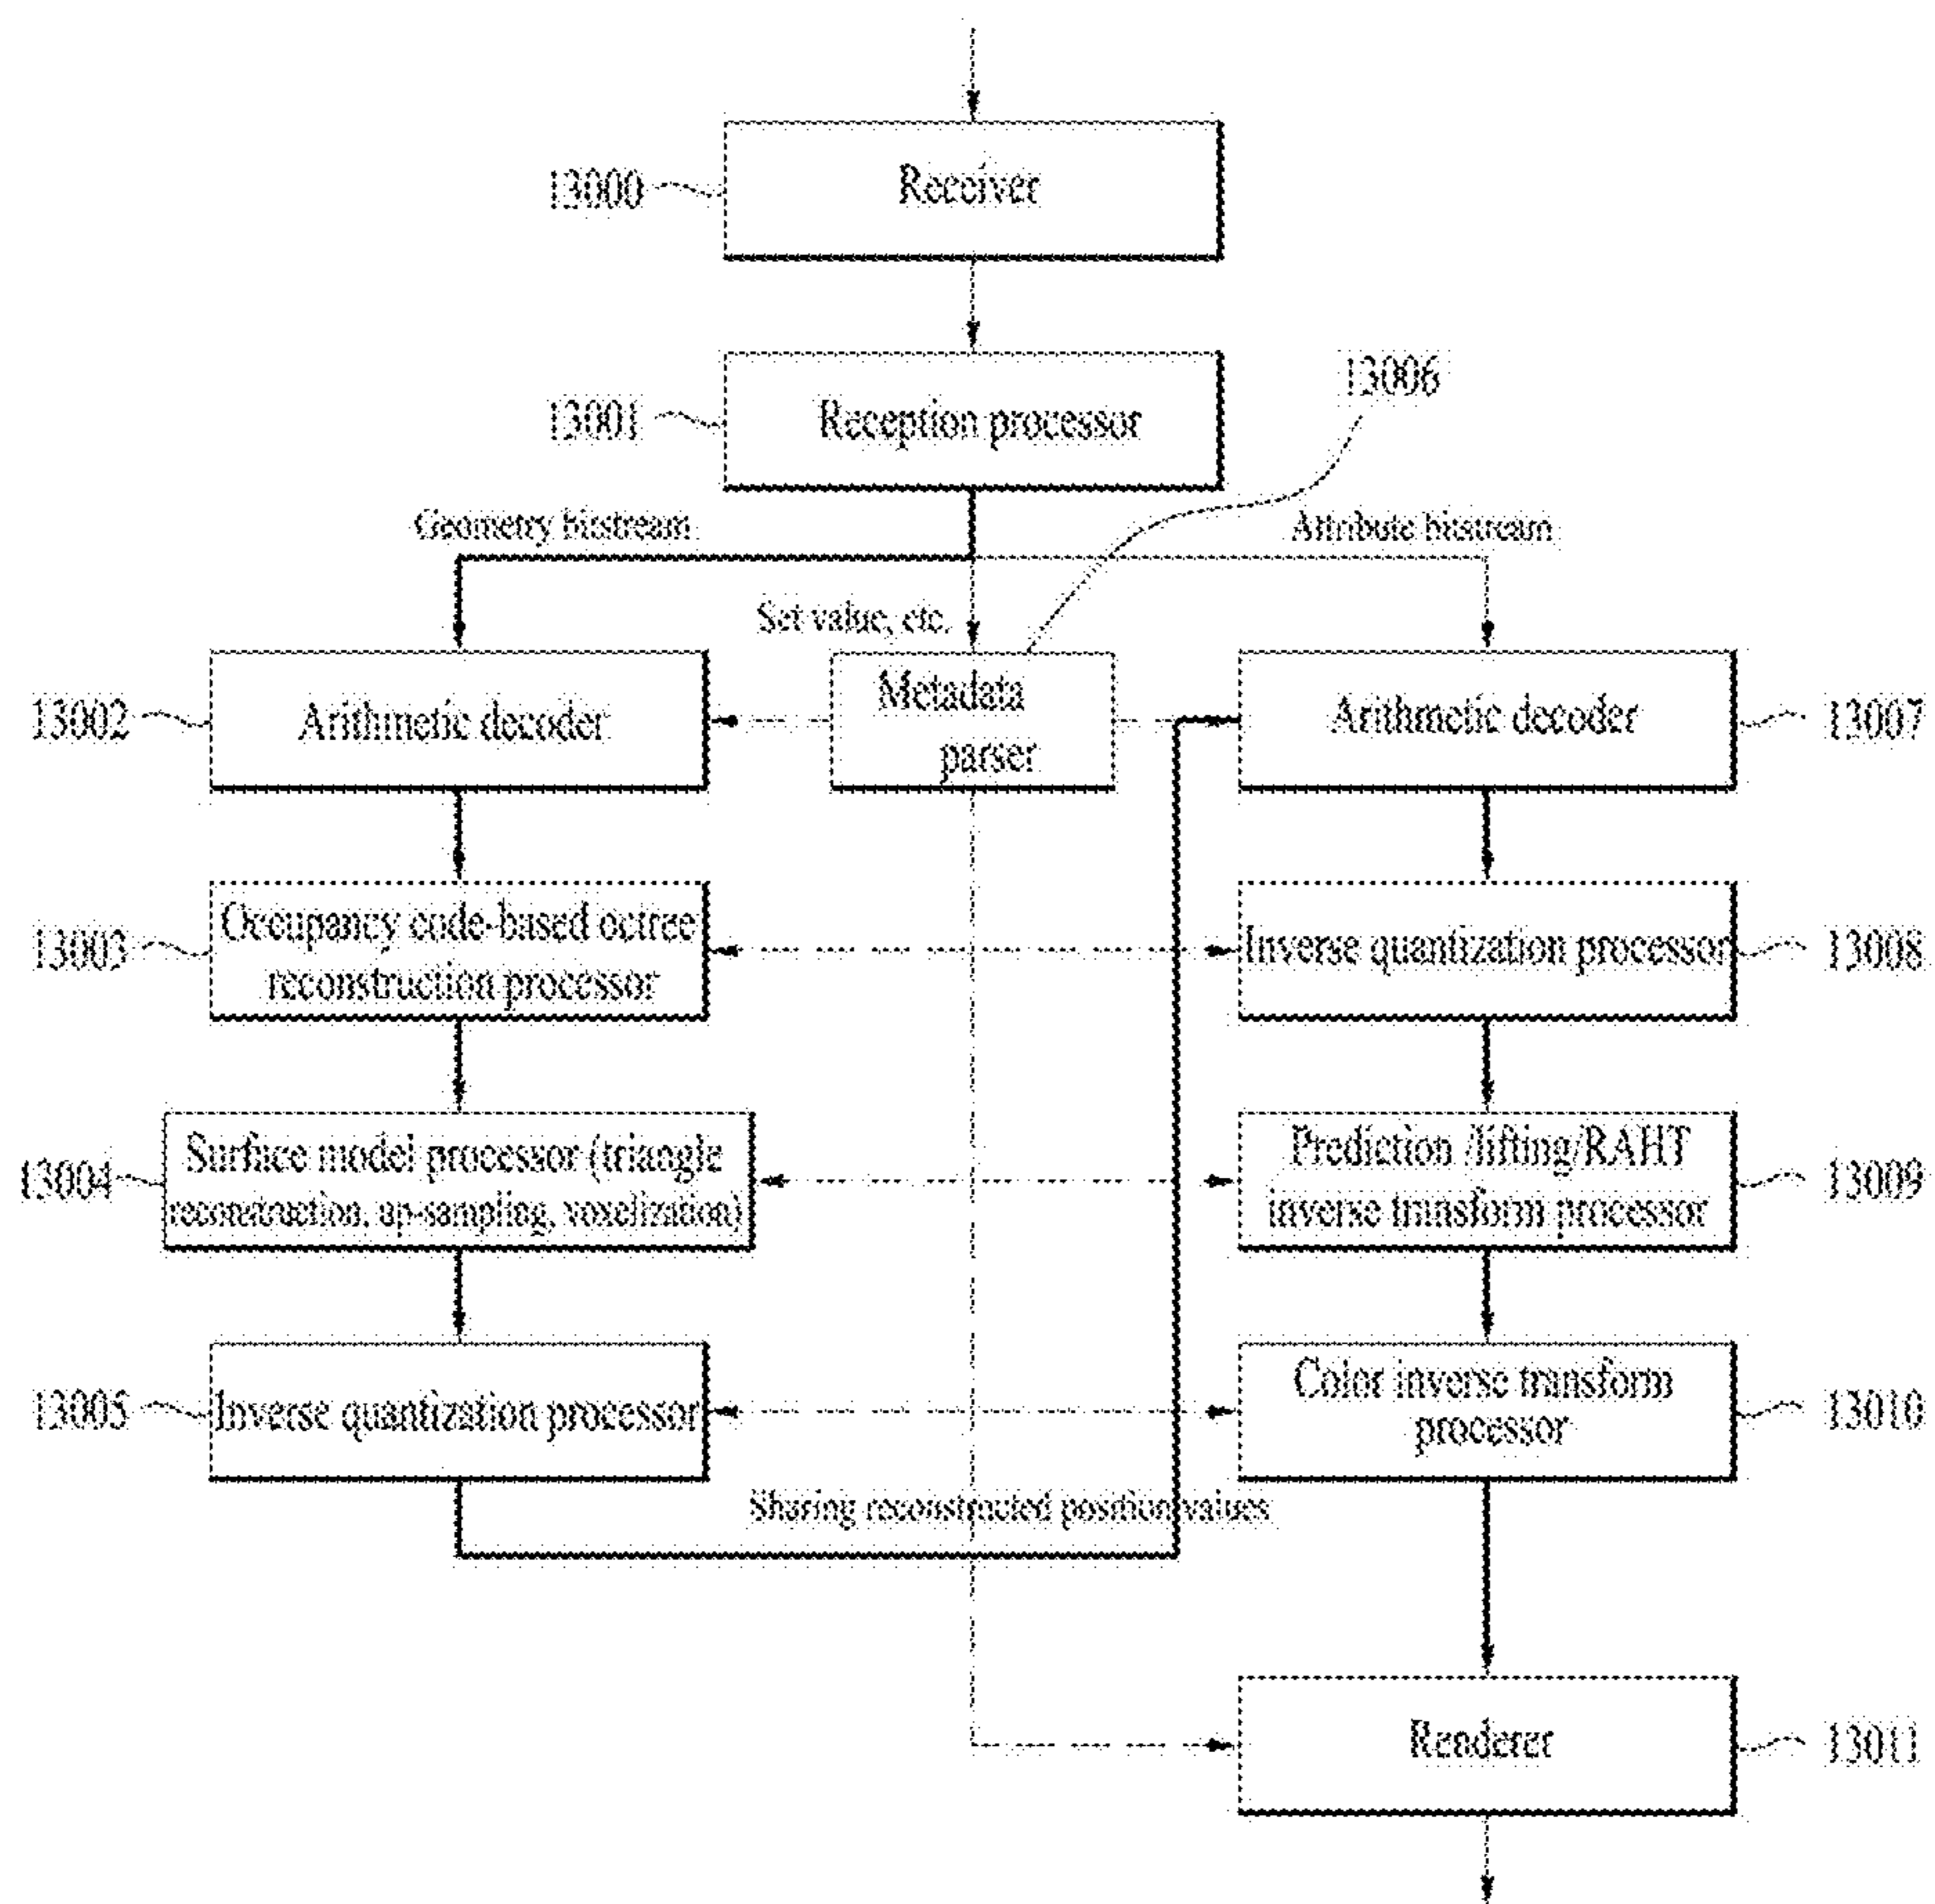 13000
Receiver
13001
Reception processor
13006
Geometry bitstream
Attribute bitstream
Set value, etc.
13002
Arithmetic decoder
Metadata
parser
Arithmetic decoder
13007
13003
Occupancy code-based octree
reconstruction processor
Inverse quantization processor
13008
13004
Surface model processor (triangle
reconstruction, up-sampling, voxelization)
Prediction /lifting/RAHT
inverse transform processor
13009
13005
Inverse quantization processor
Color inverse transform
processor
13010
Sharing reconstructed position values
Renderer
13011